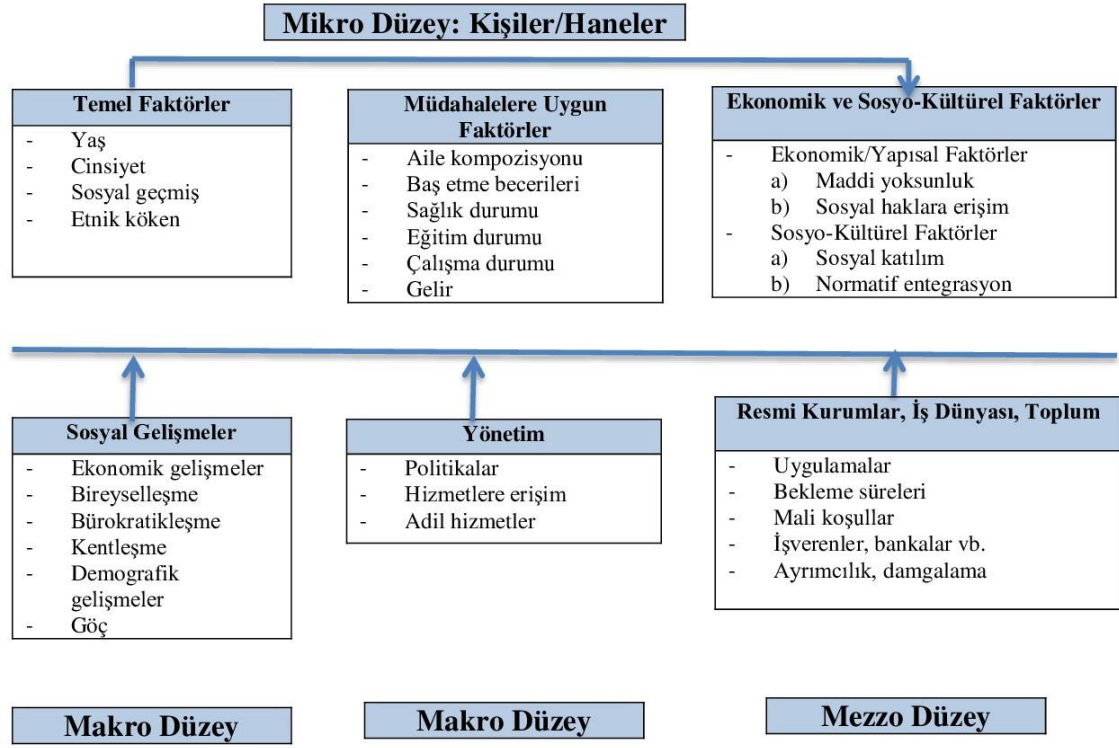 Mikro Düzey: Kişiler/Haneler
Temel Faktörler
- Yaş
- Cinsiyet
- Sosyal geçmiş
- Etnik köken
Müdahalelere Uygun
Faktörler
- Aile kompozisyonu
- Baş etme becerileri
- Sağlık durumu
- Eğitim durumu
- Çalışma durumu
- Gelir
Ekonomik ve Sosyo-Kültürel Faktörler
- Ekonomik/Yapısal Faktörler
a) Maddi yoksunluk
b) Sosyal haklara erişim
- Sosyo-Kültürel Faktörler
a) Sosyal katılım
b) Normatif entegrasyon
Sosyal Gelişmeler
- Ekonomik gelişmeler
- Bireyselleşme
- Bürokratikleşme
- Kentleşme
- Demografik
gelişmeler
- Göç
Yönetim
- Politikalar
- Hizmetlere erişim
- Adil hizmetler
Resmi Kurumlar, İş Dünyası, Toplum
- Uygulamalar
- Bekleme süreleri
- Mali koşullar
- İşverenler, bankalar vb.
- Ayrımcılık, damgalama
Makro Düzey
Makro Düzey
Mezzo Düzey